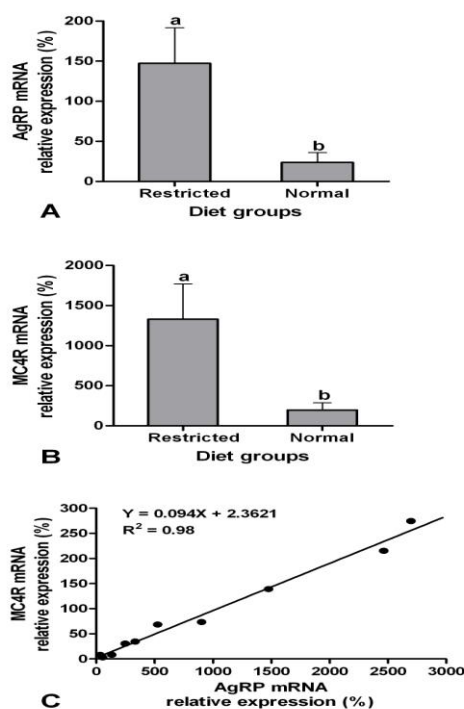 AgRP mRNA
relative expression (%)
200
150
100
50
0
a
b
Restricted Normal
Diet groups
A
MC4R mRNA
relative expression (%)
2000
1500
1000
500
0
a
b
Restricted Normal
Diet groups
B
MC4R mRNA
relative expression (%)
300
250
200
150
100
50
0
Y = 0.094X + 2.3621
R² = 0.98
0 500 1000 1500 2000 2500 3000
AgRP mRNA
relative expression (%)
C